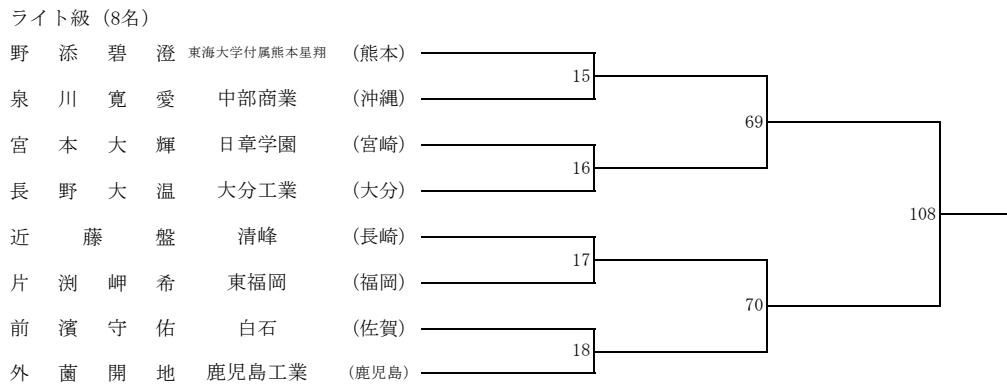 ライト級（8名）
野添碧澄 東海大学付属熊本星翔 （熊本）
15
泉川寛愛 中部商業 （沖縄）
69
宮本大輝 日章学園 （宮崎）
16
長野大温 大分工業 （大分）
108
近藤盤 清峰 （長崎）
17
片渕岬希 東福岡 （福岡）
70
前濱守佑 白石 （佐賀）
18
外薗開地 鹿児島工業 （鹿児島）